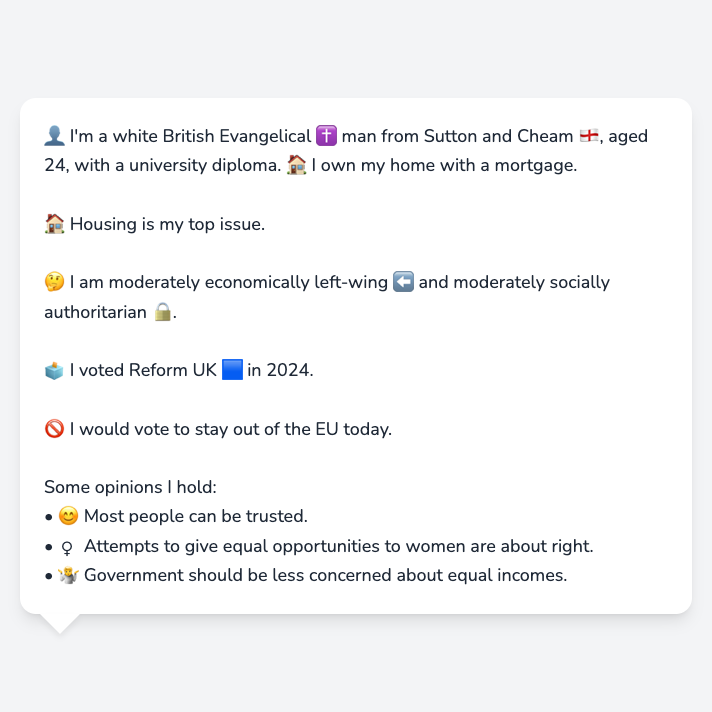 👤 I'm a white British Evangelical ✝️ man from Sutton and Cheam 🏴󠁧󠁢󠁥󠁮󠁧󠁿, aged
24, with a university diploma. 🏠 I own my home with a mortgage.
🏠 Housing is my top issue.
🤔 I am moderately economically left-wing ⬅️ and moderately socially
authoritarian 🔒.
🗳️ I voted Reform UK 🟦 in 2024.
🚫 I would vote to stay out of the EU today.
Some opinions I hold:
• 😊 Most people can be trusted.
• ♀ Attempts to give equal opportunities to women are about right.
• 🤷 Government should be less concerned about equal incomes.